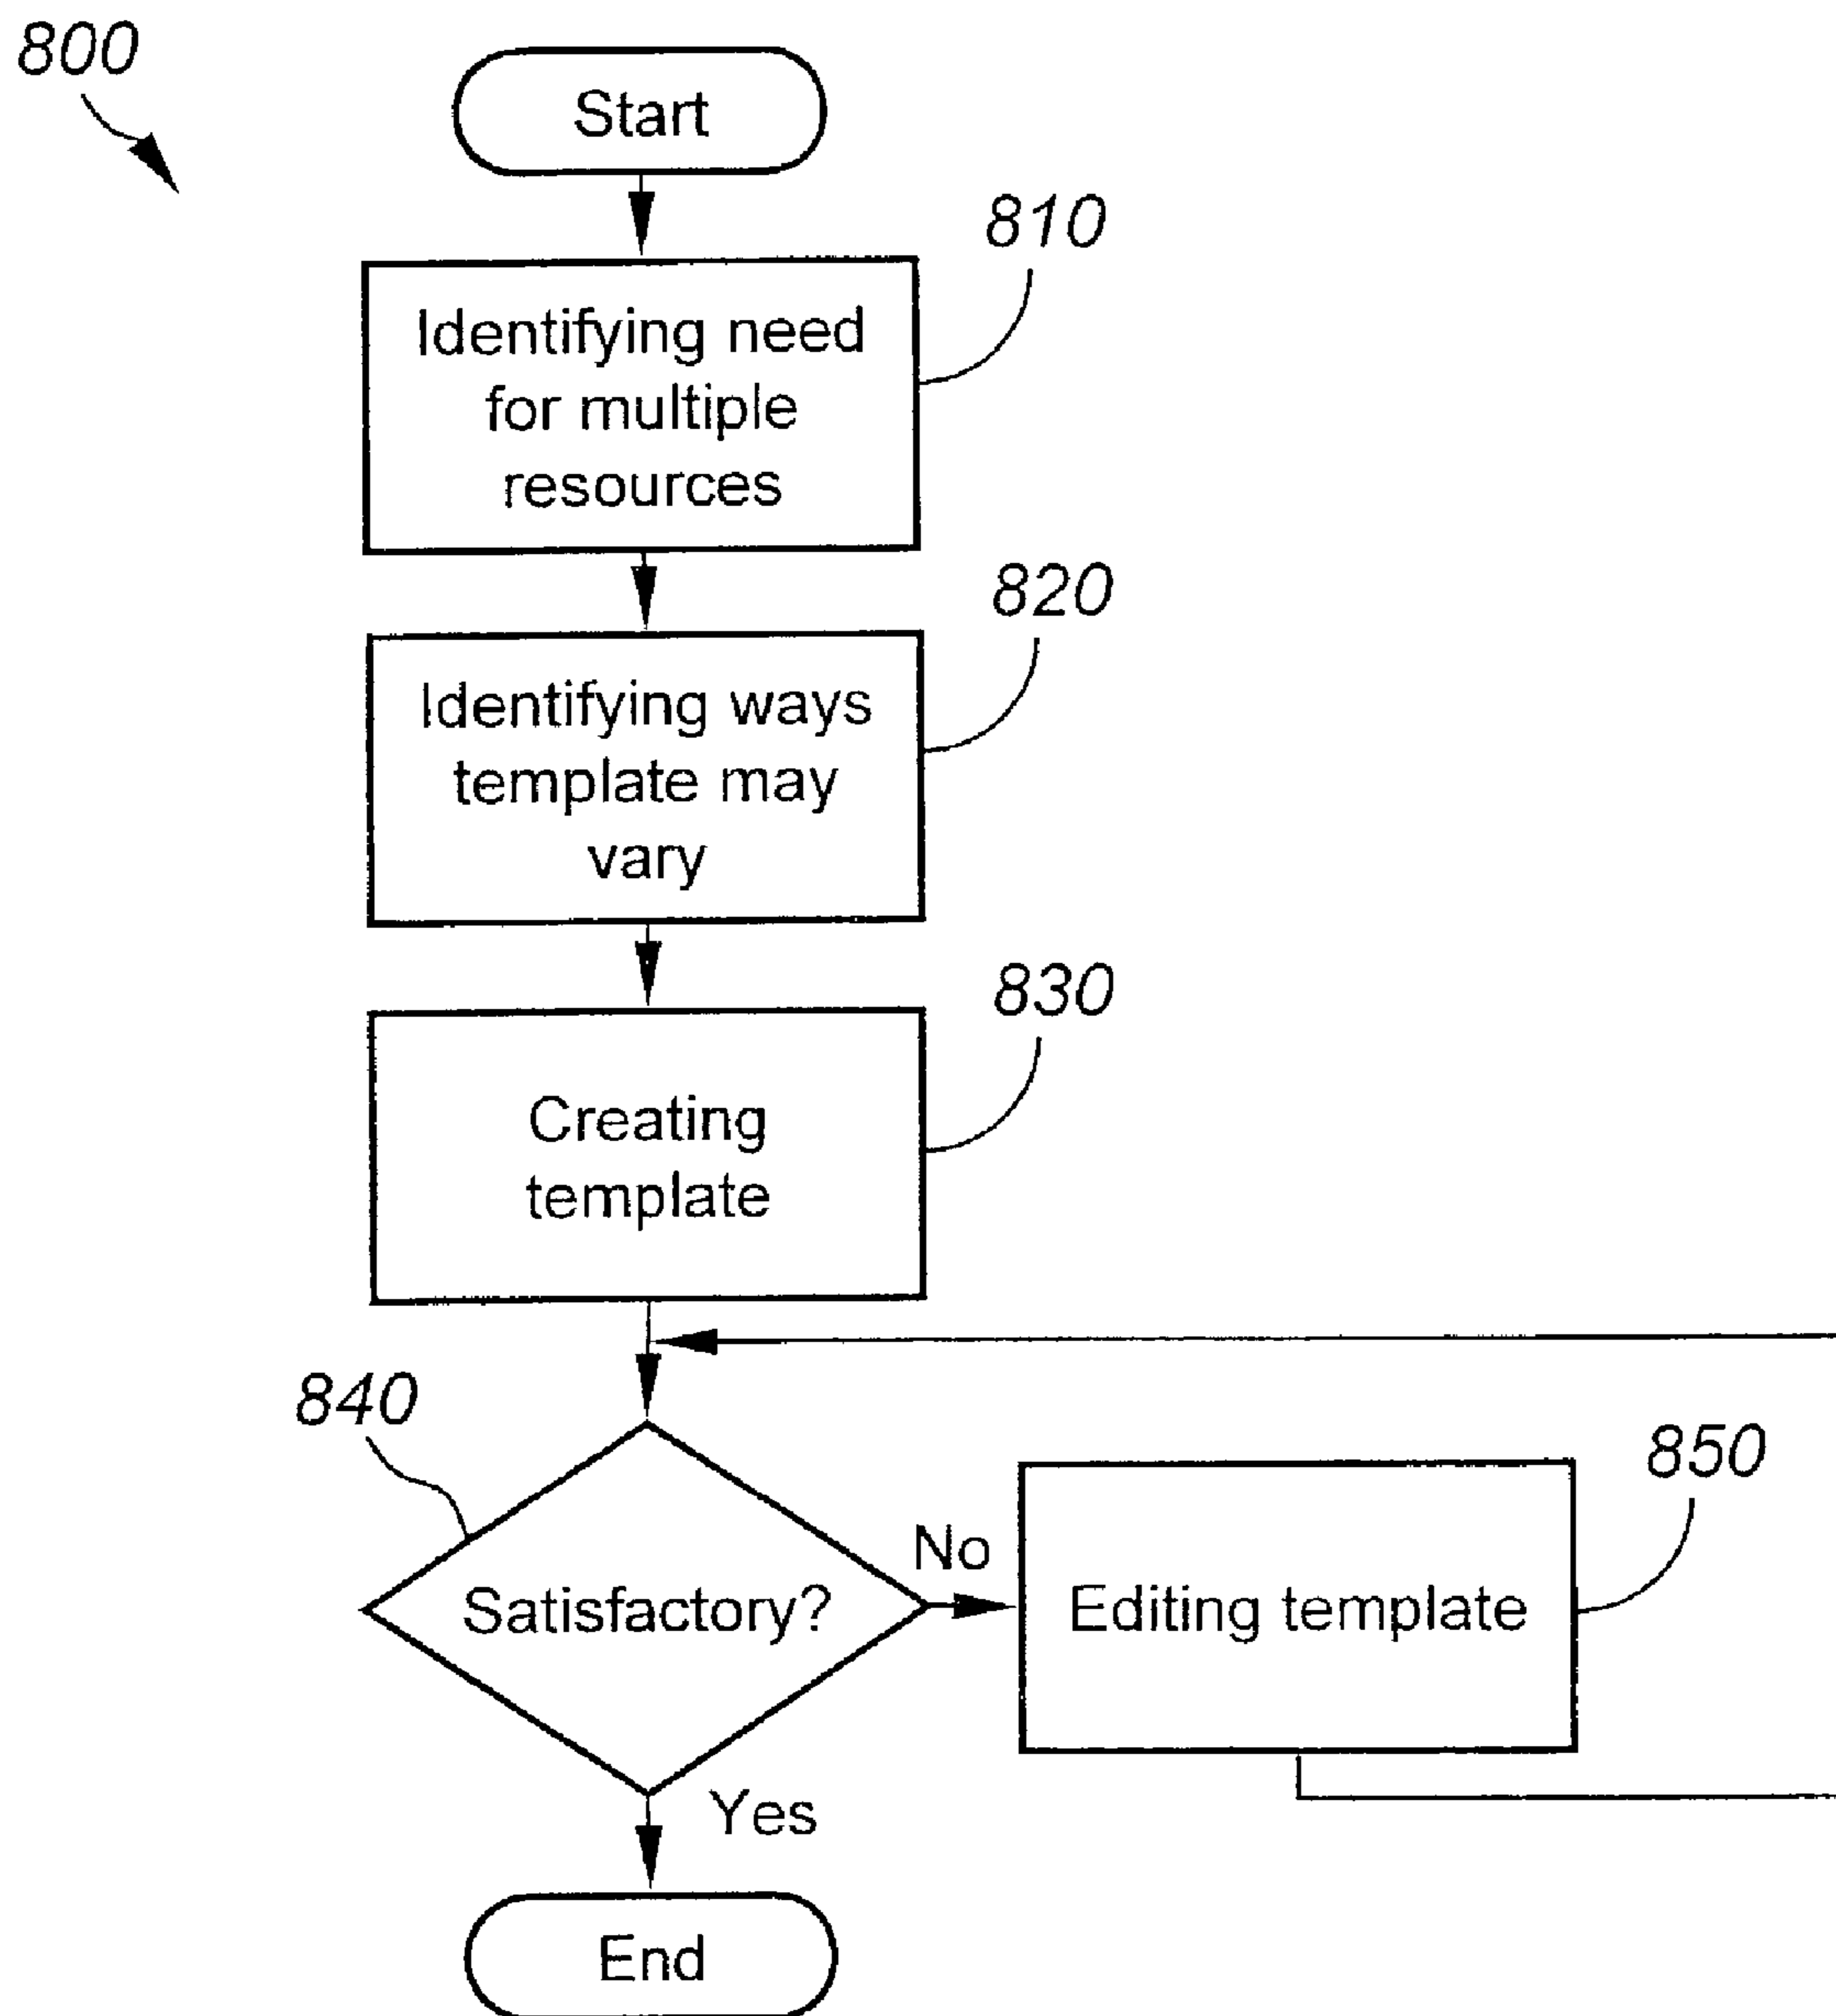 800
Start
810
Identifying need
for multiple
resources
820
Identifying ways
template may
vary
830
Creating
template
840
850
No
Satisfactory?
Editing template
Yes
End